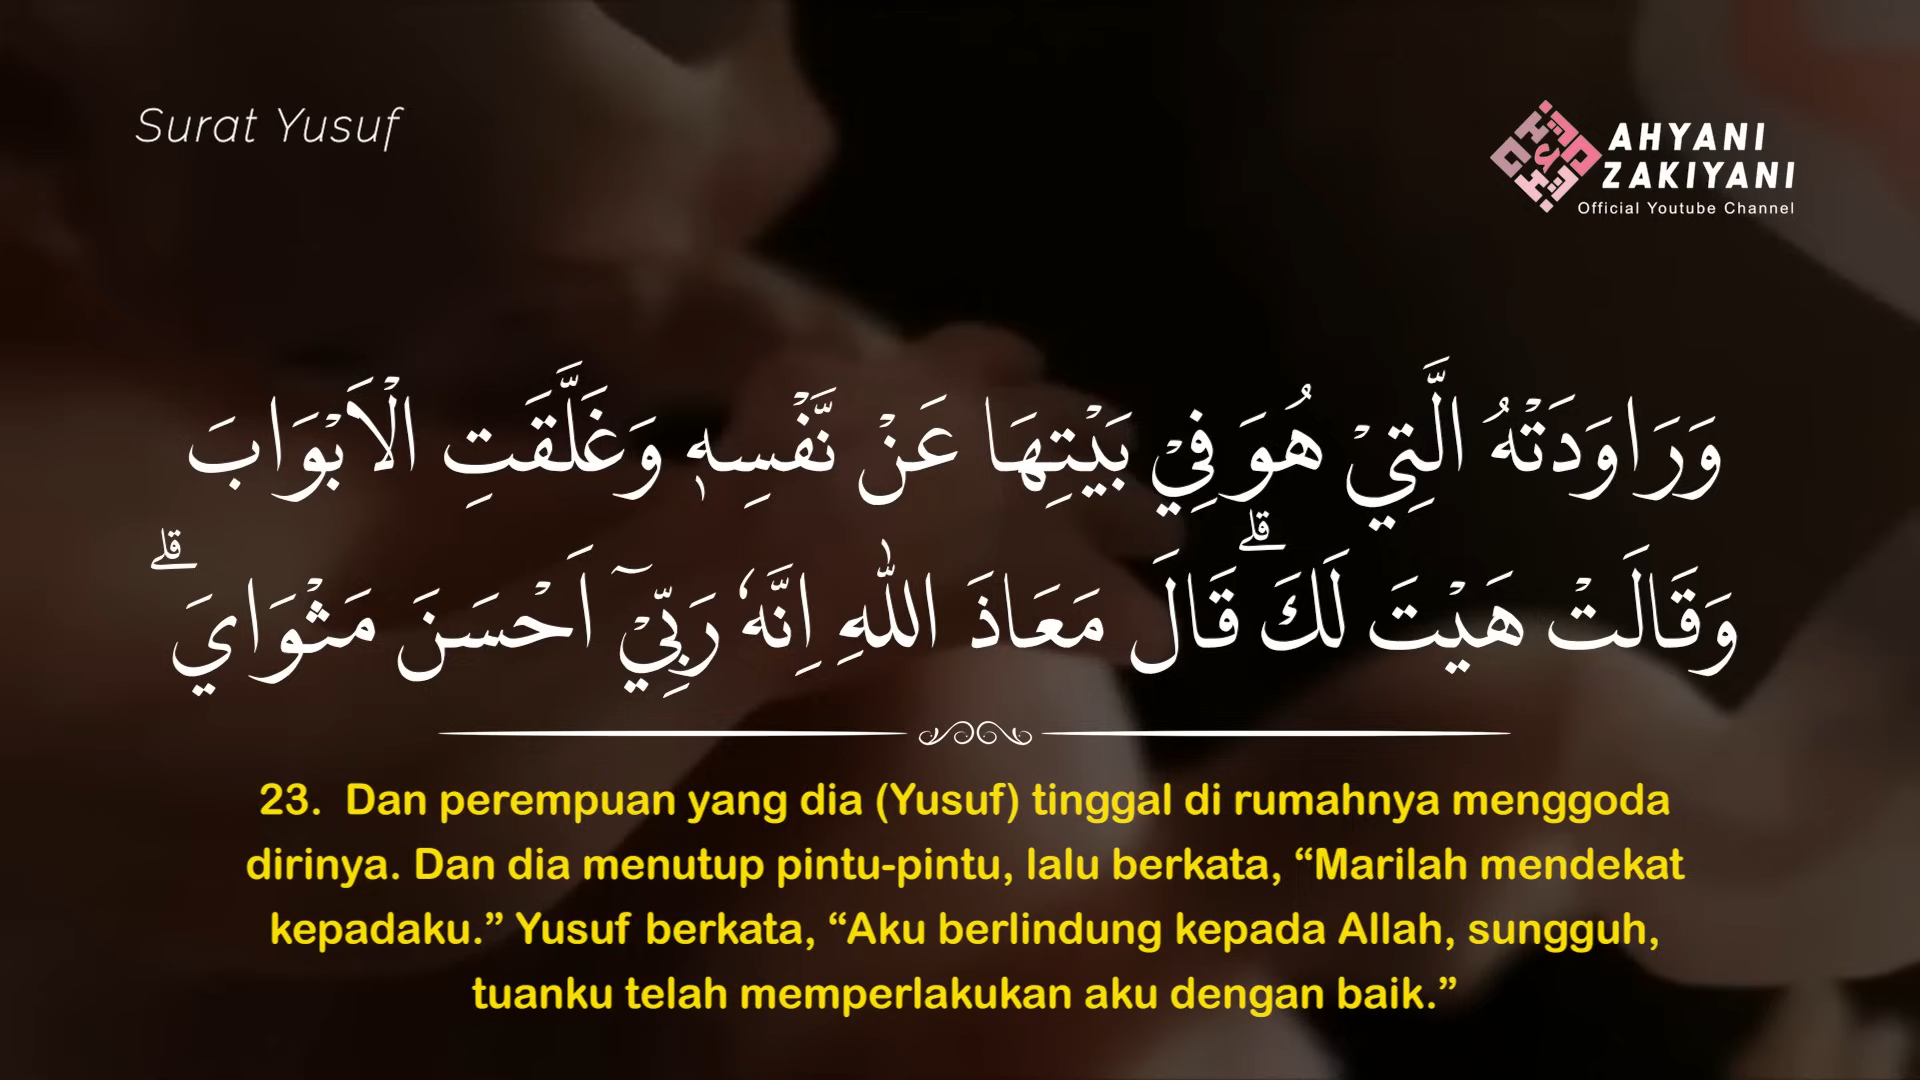 Surat Yusuf
AHYANI
ZAKIYANI
Official Youtube Channel
وَرَاوَدَتْهُ الَّتِيْ هُوَ فِيْ بَيْتِهَا عَنْ نَّفْسِهٖ وَغَلَّقَتِ الْاَبْوَابَ
وَقَالَتْ هَيْتَ لَكَ ۗقَالَ مَعَاذَ اللّٰهِ اِنَّهٗ رَبِّيْٓ اَحْسَنَ مَثْوَايَۗ
23. Dan perempuan yang dia (Yusuf) tinggal di rumahnya menggoda
dirinya. Dan dia menutup pintu-pintu, lalu berkata, “Marilah mendekat
kepadaku.” Yusuf berkata, “Aku berlindung kepada Allah, sungguh,
tuanku telah memperlakukan aku dengan baik.”